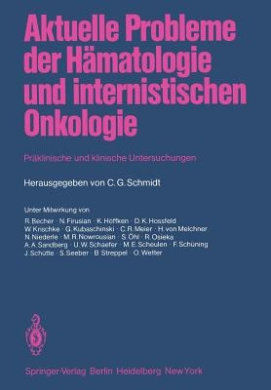 Aktuelle Probleme
der Hämatologie
und internistischen
Onkologie
Präklinische und klinische Untersuchungen
Herausgegeben von C. G. Schmidt
Unter Mitwirkung von
R. Becher · N. Firusian · K. Höffken · D. K. Hossfeld
W. Krischke · G. Kubaschinski · C. R. Meier · H. von Melchner
N. Niederle · M. R. Nowrousian · S. Öhl · R. Osieka
A. A. Sandberg · U. W. Schaefer · M. E. Scheulen · F. Schüning
J. Schütte · S. Seeber · B. Streppel · O. Wetter
Springer-Verlag Berlin Heidelberg New York